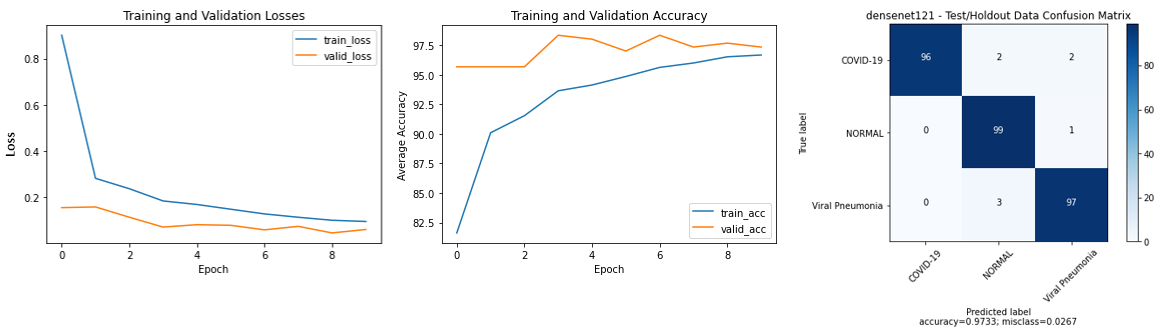 Training and Validation Losses
train_loss
valid_loss
0.8
0.6
0.4
0.2
Loss
0 2 4 6 8
Epoch
Training and Validation Accuracy
97.5
95.0
92.5
90.0
87.5
85.0
82.5
Average Accuracy
train_acc
valid_acc
0 2 4 6 8
Epoch
densenet121 - Test/Holdout Data Confusion Matrix
COVID-19 96 2 2
NORMAL 0 99 1
Viral Pneumonia 0 3 97
True label
COVID-19 NORMAL Viral Pneumonia
Predicted label
accuracy=0.9733; misclass=0.0267
80
60
40
20
0